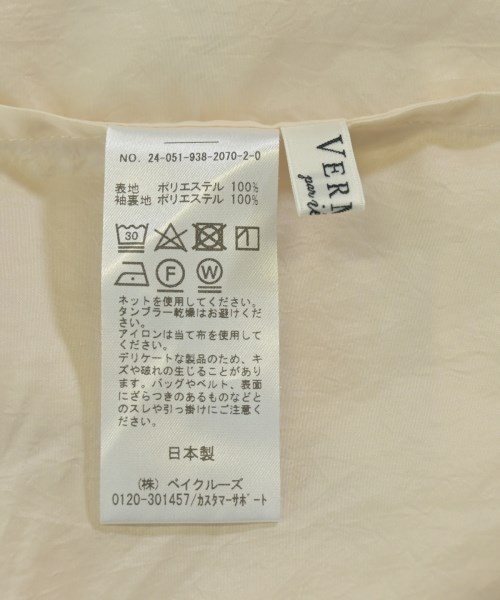 NO. 24-051-938-2070-2-0
表地 ポリエステル 100%
袖裏地 ポリエステル 100%
30
F W
ネットを使用してください。
タンブラー乾燥はお避けくださ
い。
アイロンは当て布を使用して
ください。
デリケートな製品のため、キ
ズや破れの生じることがあり
ます。バッグやベルト、表面
にざらつきのあるものなどと
のスレや引っ掛けにご注意く
ださい。
日本製
(株) ベイクルーズ
0120-301457/カスタマーサポート
VERM
par i